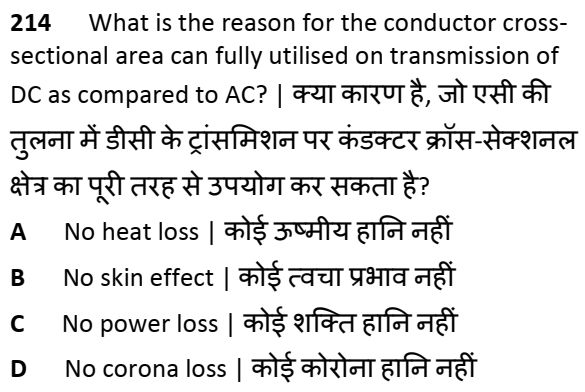 214 What is the reason for the conductor cross-
sectional area can fully utilised on transmission of
DC as compared to AC? | क्या कारण है, जो एसी की
तुलना में डीसी के ट्रांसमिशन पर कंडक्टर क्रॉस-सेक्शनल
क्षेत्र का पूरी तरह से उपयोग कर सकता है?
A No heat loss | कोई ऊष्मीय हानि नहीं
B No skin effect | कोई त्वचा प्रभाव नहीं
C No power loss | कोई शक्ति हानि नहीं
D No corona loss | कोई कोरोना हानि नहीं